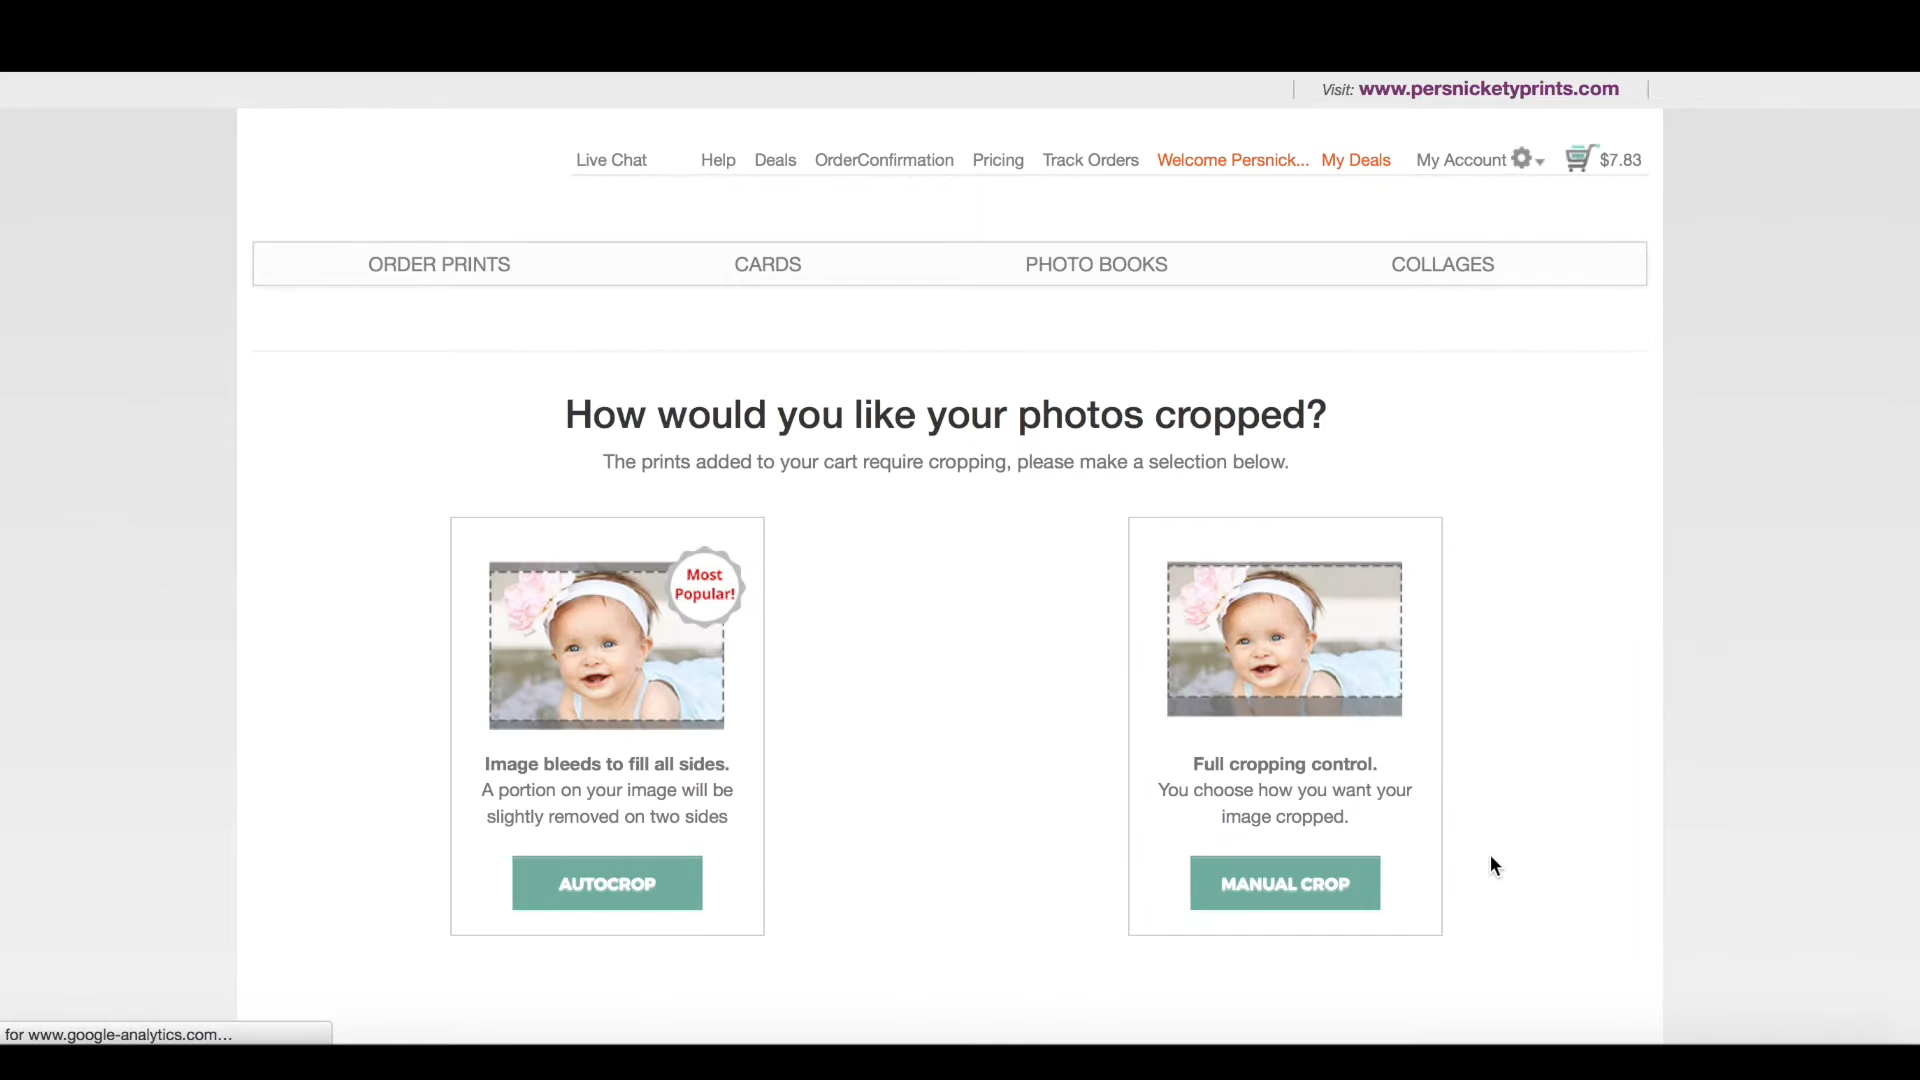 Visit: www.persnicketyprints.com
Live Chat Help Deals OrderConfirmation Pricing Track Orders Welcome Persnick... My Deals My Account $7.83
ORDER PRINTS CARDS PHOTO BOOKS COLLAGES
How would you like your photos cropped?
The prints added to your cart require cropping, please make a selection below.
Most
Popular!
Image bleeds to fill all sides.
A portion on your image will be
slightly removed on two sides
AUTOCROP
Full cropping control.
You choose how you want your
image cropped.
MANUAL CROP
for www.google-analytics.com...